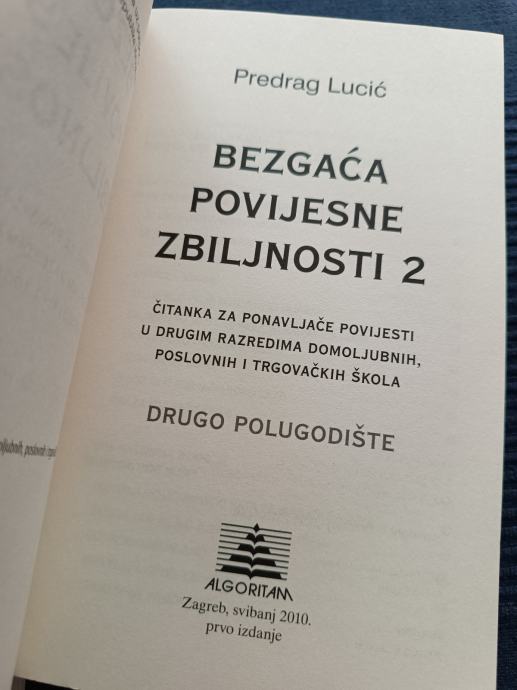 Predrag Lucić
BEZGAĆA
POVIJESNE
ZBILJNOSTI 2
ČITANKA ZA PONAVLJAČE POVIJESTI
U DRUGIM RAZREDIMA DOMOLJUBNIH,
POSLOVNIH I TRGOVAČKIH ŠKOLA
DRUGO POLUGODIŠTE
ALGORITAM
Zagreb, svibanj 2010.
prvo izdanje